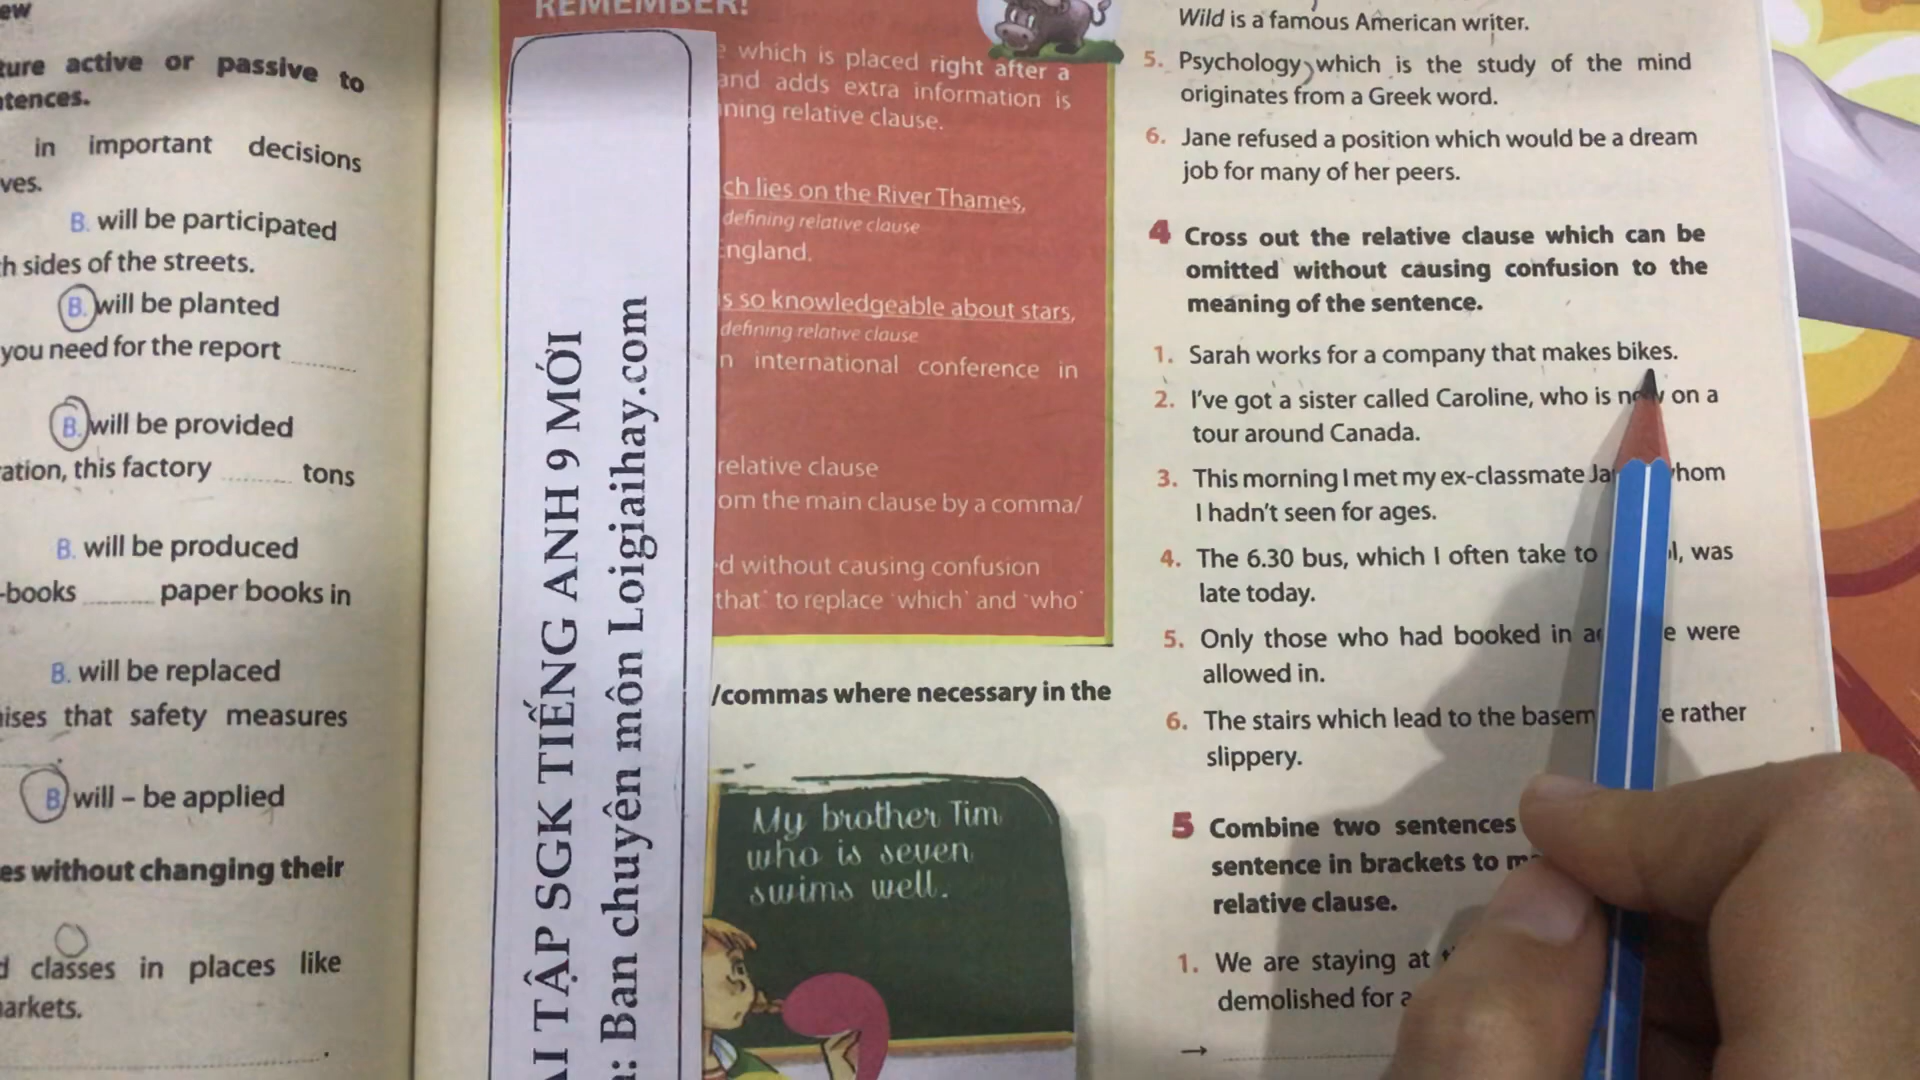 ew
ture active or passive to
tences.
in important decisions
ves.
B. will be participated
h sides of the streets.
B. will be planted
you need for the report
B. will be provided
ation, this factory ........ tons
B. will be produced
-books ........ paper books in
B. will be replaced
ises that safety measures
B will – be applied
es without changing their
d classes in places like
arkets.
AI TẬP SGK TIẾNG ANH 9 MỚI
: Ban chuyên môn Loigiaihay.com
REMEMBER!
e which is placed right after a
and adds extra information is
ning relative clause.
ch lies on the River Thames,
defining relative clause
England.
s so knowledgeable about stars,
defining relative clause
n international conference in
relative clause
om the main clause by a comma/
d without causing confusion
that' to replace 'which' and 'who'
/commas where necessary in the
My brother Tim
who is seven
swims well.
Wild is a famous American writer.
5. Psychology, which is the study of the mind
originates from a Greek word.
6. Jane refused a position which would be a dream
job for many of her peers.
4 Cross out the relative clause which can be
omitted without causing confusion to the
meaning of the sentence.
1. Sarah works for a company that makes bikes.
2. I've got a sister called Caroline, who is now on a
tour around Canada.
3. This morning I met my ex-classmate Ja whom
I hadn't seen for ages.
4. The 6.30 bus, which I often take to l, was
late today.
5. Only those who had booked in a e were
allowed in.
6. The stairs which lead to the basem e rather
slippery.
5 Combine two sentences
sentence in brackets to m
relative clause.
1. We are staying at
demolished for a
→